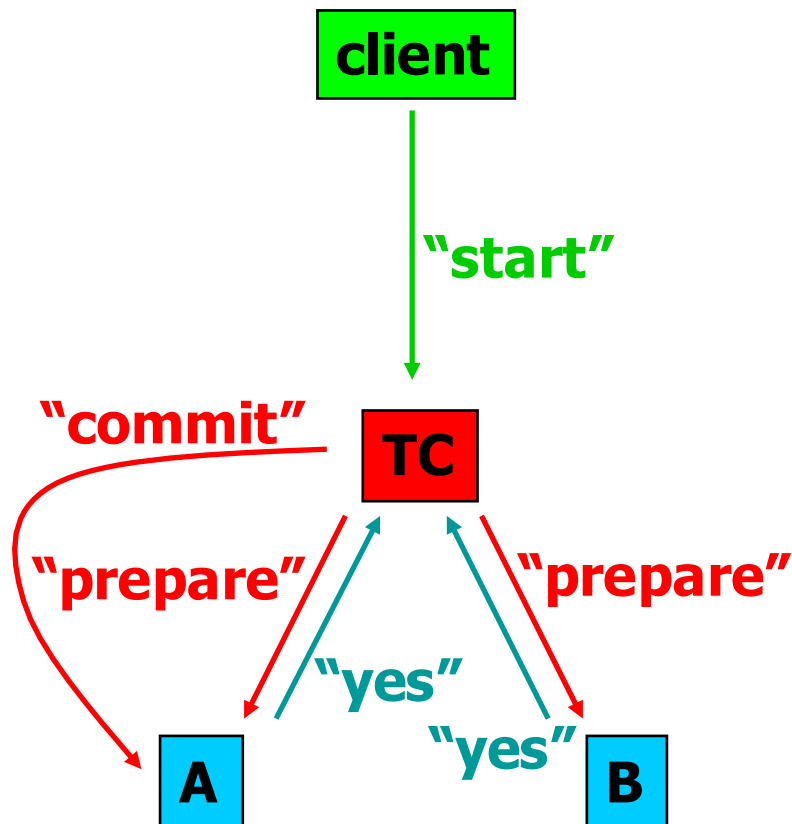 client
“start”
“commit”
TC
“prepare”
“prepare”
“yes”
“yes”
A
B